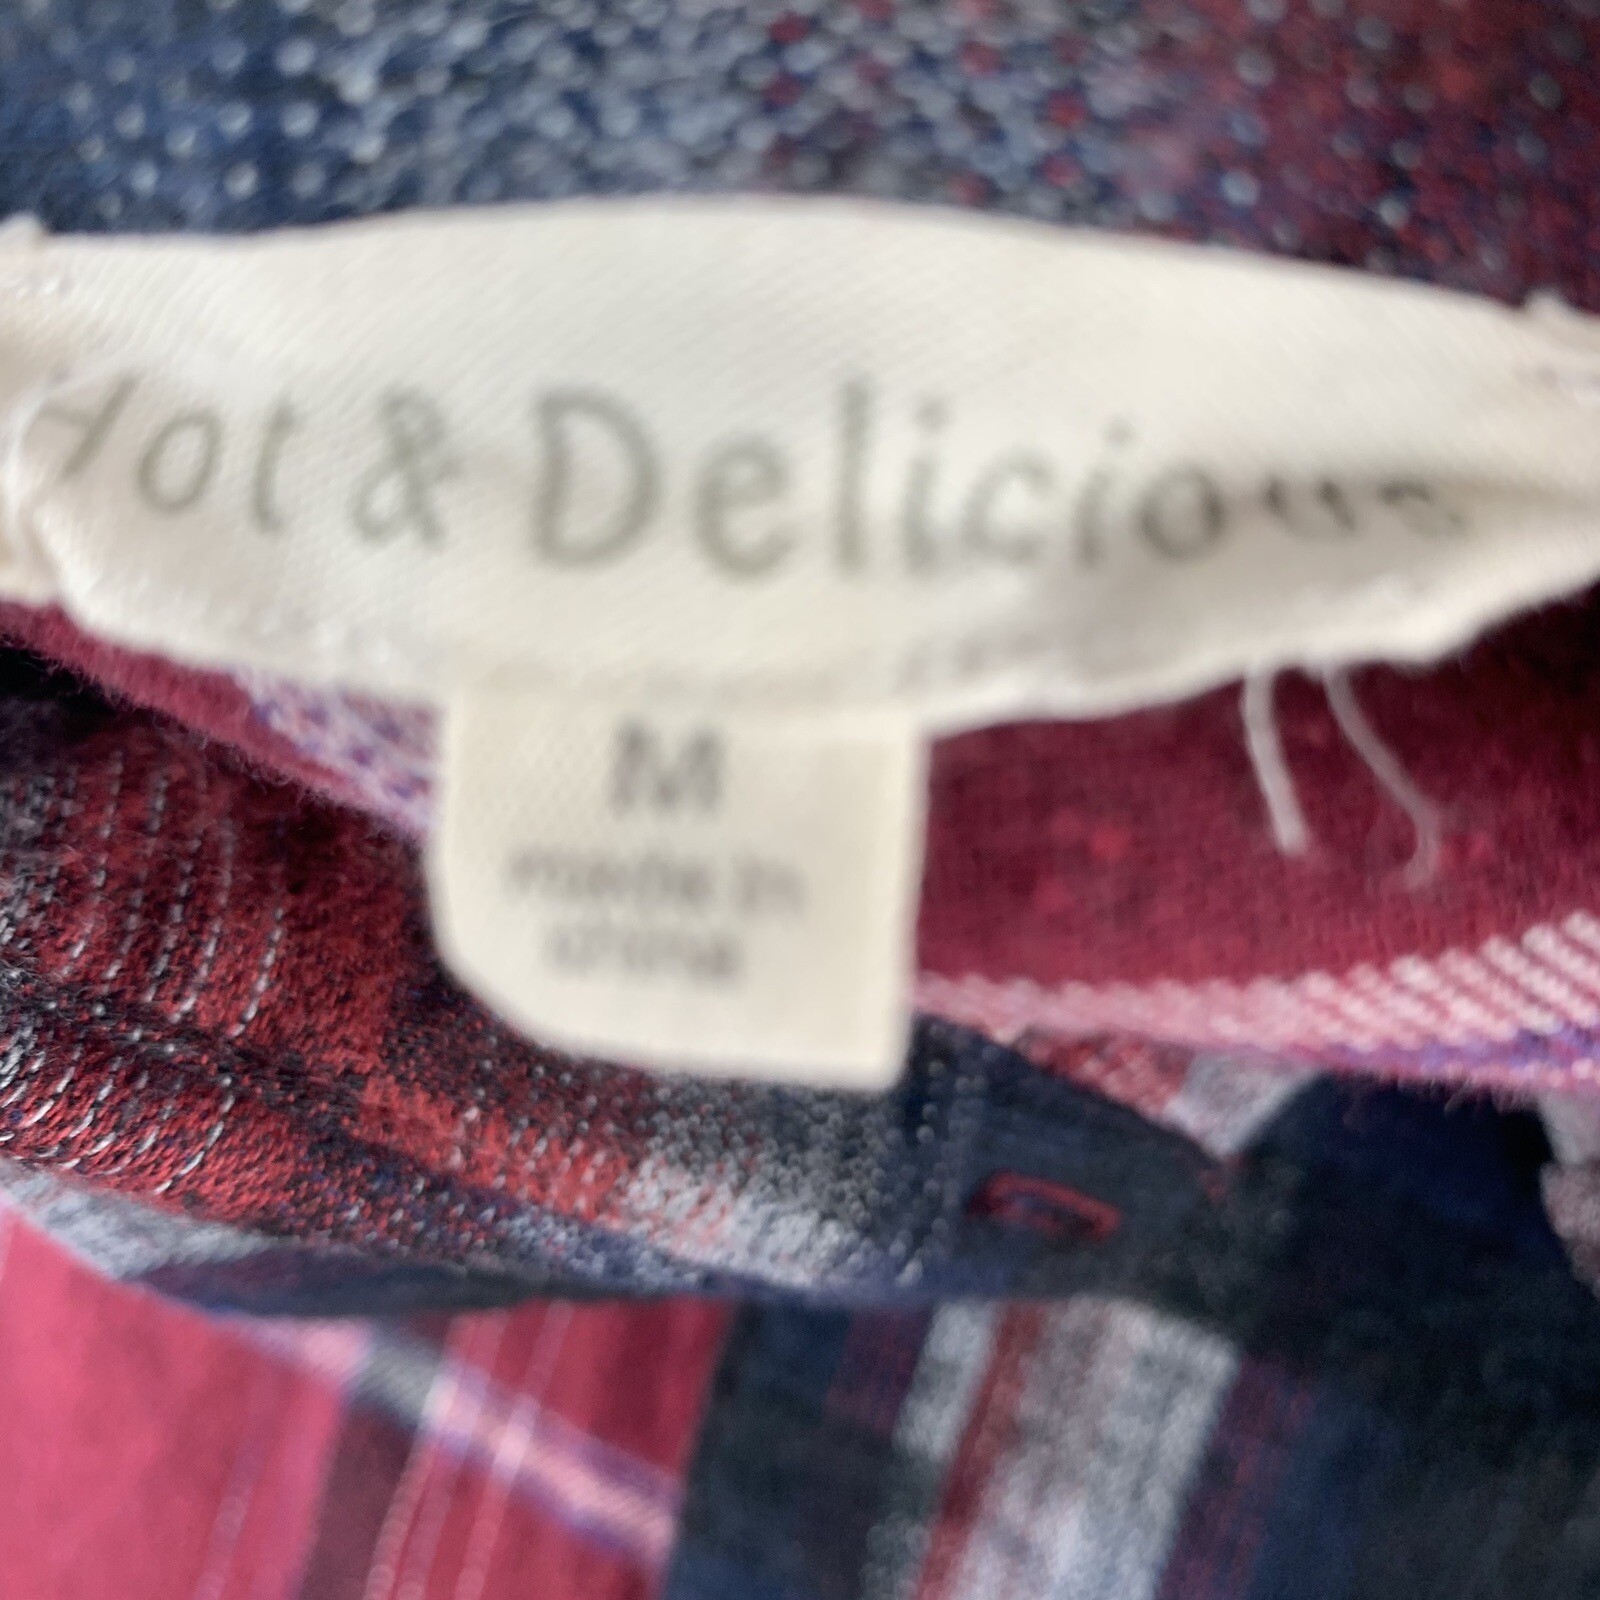 Hot & Delicious
M
made in
china